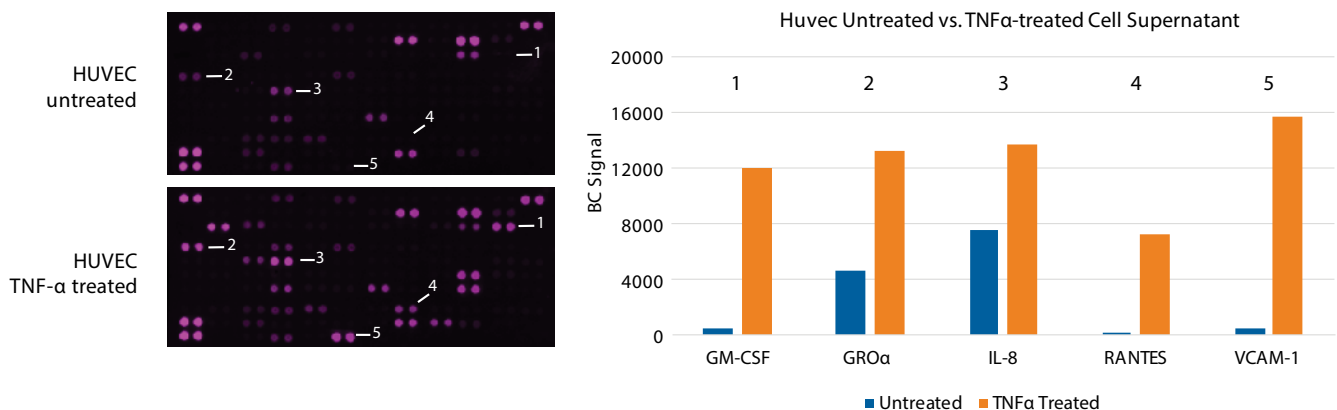 HUVEC
untreated
1
2
3
4
5
HUVEC
TNF-α treated
1
2
3
4
5
Huvec Untreated vs. TNFα-treated Cell Supernatant
BC Signal
20000
16000
12000
8000
4000
0
1 2 3 4 5
GM-CSF GROα IL-8 RANTES VCAM-1
Untreated TNFα Treated